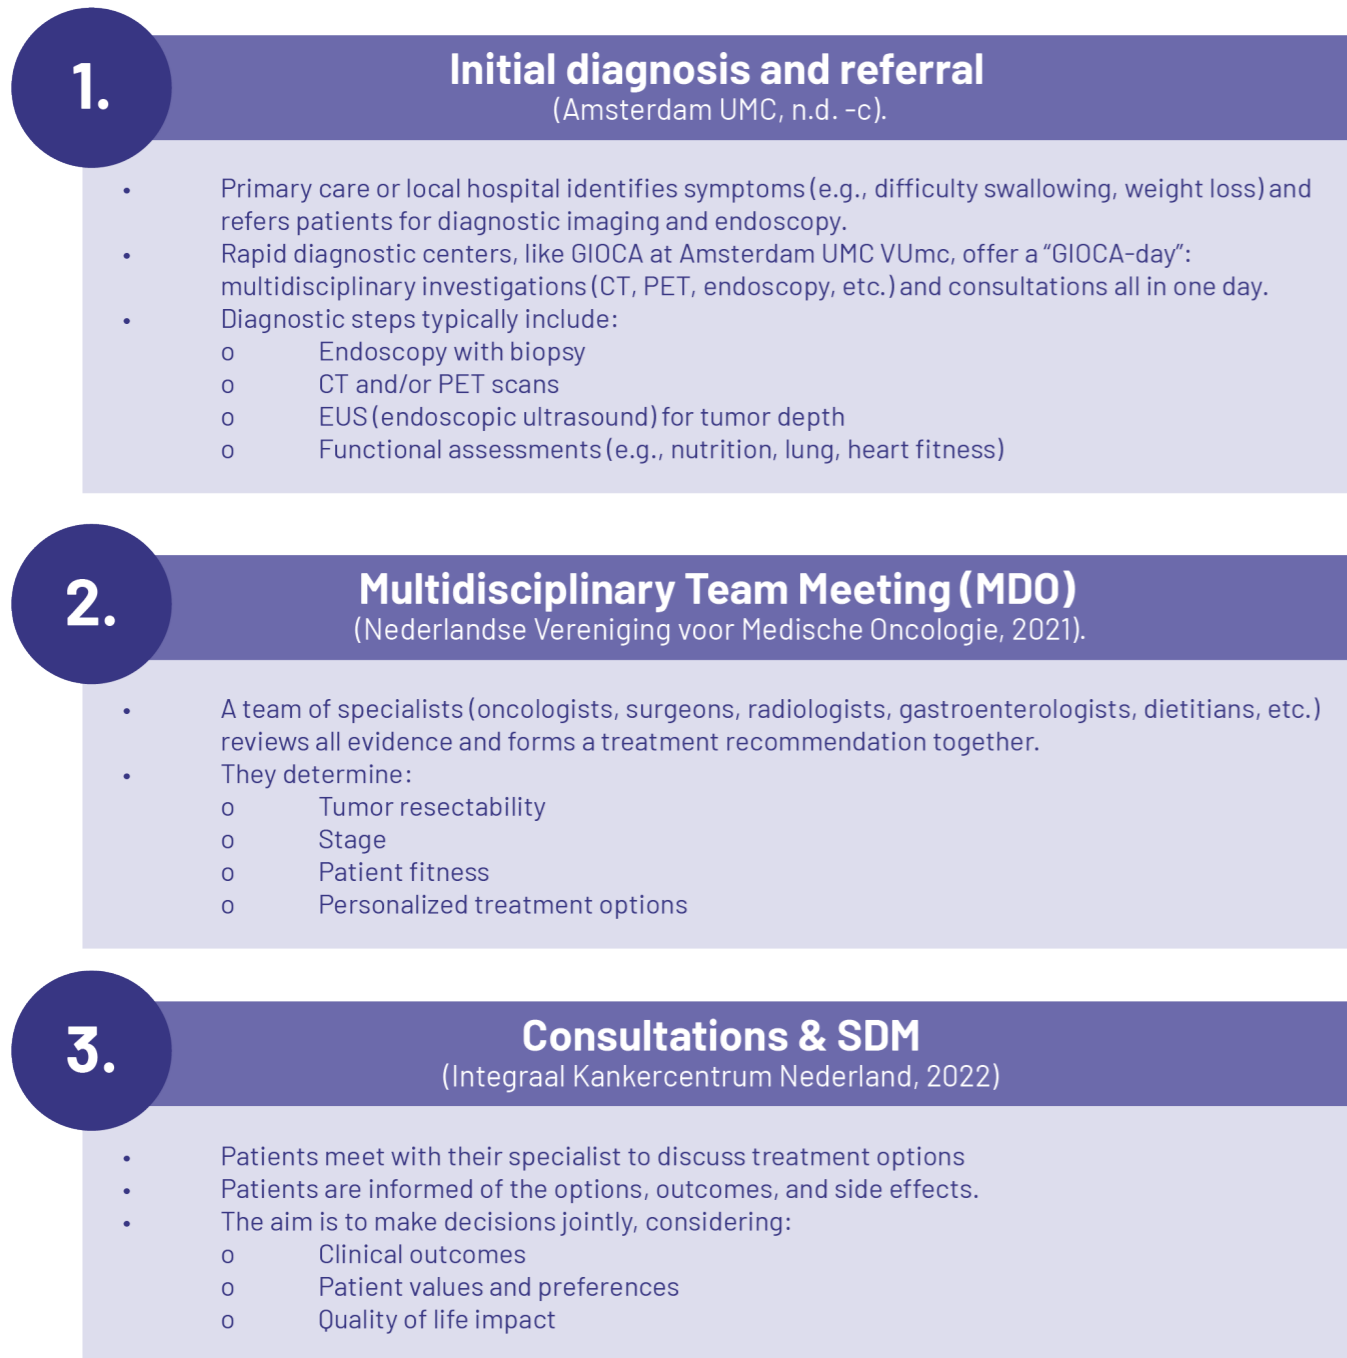 1.
Initial diagnosis and referral
(Amsterdam UMC, n.d. -c).
• Primary care or local hospital identifies symptoms (e.g., difficulty swallowing, weight loss) and
refers patients for diagnostic imaging and endoscopy.
• Rapid diagnostic centers, like GIOCA at Amsterdam UMC VUmc, offer a “GIOCA-day”:
multidisciplinary investigations (CT, PET, endoscopy, etc.) and consultations all in one day.
• Diagnostic steps typically include:
o Endoscopy with biopsy
o CT and/or PET scans
o EUS (endoscopic ultrasound) for tumor depth
o Functional assessments (e.g., nutrition, lung, heart fitness)
2.
Multidisciplinary Team Meeting (MDO)
(Nederlandse Vereniging voor Medische Oncologie, 2021).
• A team of specialists (oncologists, surgeons, radiologists, gastroenterologists, dietitians, etc.)
reviews all evidence and forms a treatment recommendation together.
• They determine:
o Tumor resectability
o Stage
o Patient fitness
o Personalized treatment options
3.
Consultations & SDM
(Integraal Kankercentrum Nederland, 2022)
• Patients meet with their specialist to discuss treatment options
• Patients are informed of the options, outcomes, and side effects.
• The aim is to make decisions jointly, considering:
o Clinical outcomes
o Patient values and preferences
o Quality of life impact